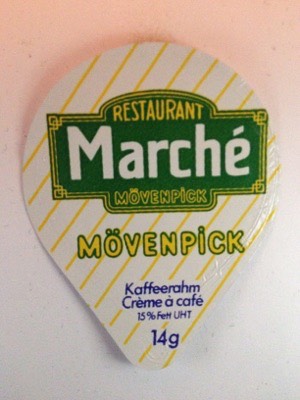 RESTAURANT
Marché
MÖVENPICK
MÖVENPiCK
Kaffeerahm
Crème à café
15% Fett UHT
14g